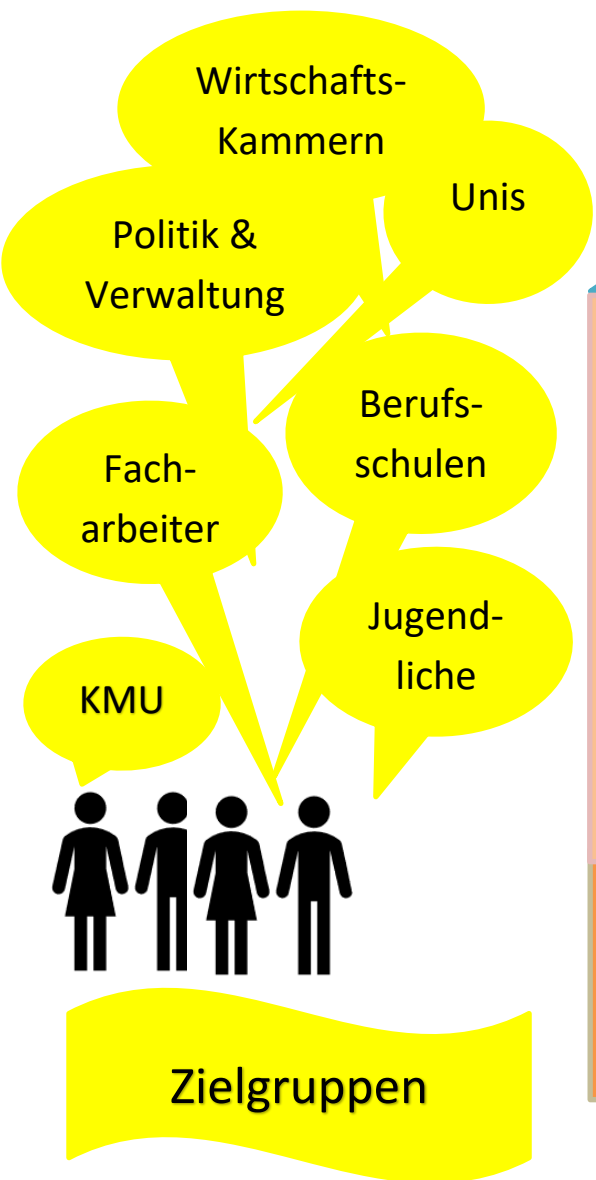 Wirtschafts-
Kammern
Unis
Politik &
Verwaltung
Berufs-
schulen
Fach-
arbeiter
Jugend-
liche
KMU
Zielgruppen